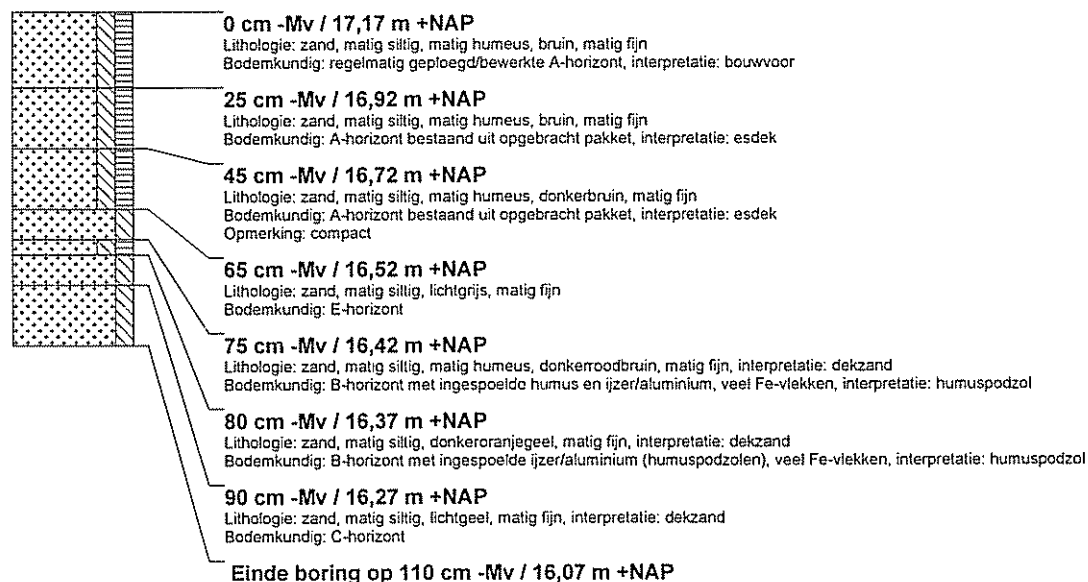 0 cm -Mv / 17,17 m +NAP
Lithologie: zand, matig siltig, matig humeus, bruin, matig fijn
Bodemkundig: regelmatig geploegd/bewerkte A-horizont, interpretatie: bouwvoor
25 cm -Mv / 16,92 m +NAP
Lithologie: zand, matig siltig, matig humeus, bruin, matig fijn
Bodemkundig: A-horizont bestaand uit opgebracht pakket, interpretatie: esdek
45 cm -Mv / 16,72 m +NAP
Lithologie: zand, matig siltig, matig humeus, donkerbruin, matig fijn
Bodemkundig: A-horizont bestaand uit opgebracht pakket, interpretatie: esdek
Opmerking: compact
65 cm -Mv / 16,52 m +NAP
Lithologie: zand, matig siltig, lichtgrijs, matig fijn
Bodemkundig: E-horizont
75 cm -Mv / 16,42 m +NAP
Lithologie: zand, matig siltig, matig humeus, donkerroodbruin, matig fijn, interpretatie: dekzand
Bodemkundig: B-horizont met ingespoelde humus en ijzer/aluminium, veel Fe-vlekken, interpretatie: humuspodzol
80 cm -Mv / 16,37 m +NAP
Lithologie: zand, matig siltig, donkeroranjegeel, matig fijn, interpretatie: dekzand
Bodemkundig: B-horizont met ingespoelde ijzer/aluminium (humuspodzolen), veel Fe-vlekken, interpretatie: humuspodzol
90 cm -Mv / 16,27 m +NAP
Lithologie: zand, matig siltig, lichtgeel, matig fijn, interpretatie: dekzand
Bodemkundig: C-horizont
Einde boring op 110 cm -Mv / 16,07 m +NAP